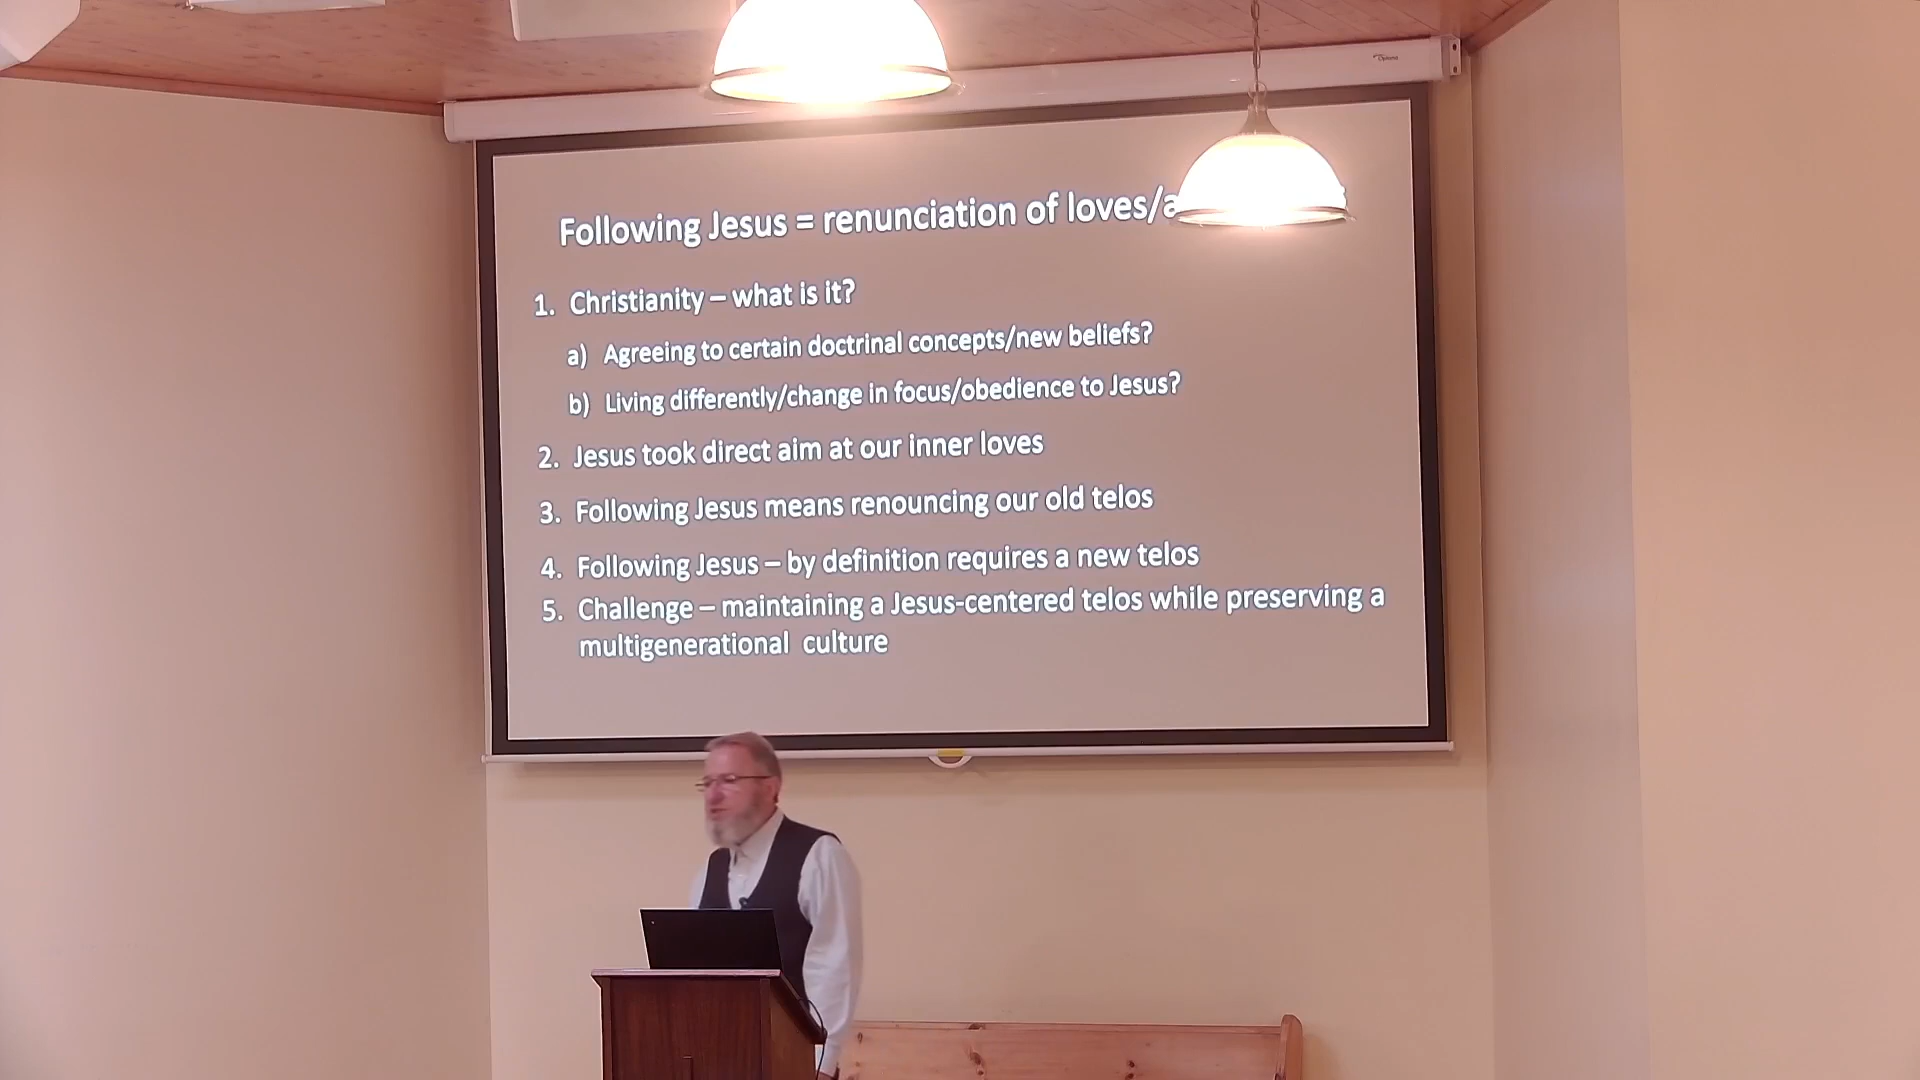 Optoma
Following Jesus = renunciation of loves/
1. Christianity – what is it?
a) Agreeing to certain doctrinal concepts/new beliefs?
b) Living differently/change in focus/obedience to Jesus?
2. Jesus took direct aim at our inner loves
3. Following Jesus means renouncing our old telos
4. Following Jesus – by definition requires a new telos
5. Challenge – maintaining a Jesus-centered telos while preserving a
multigenerational culture